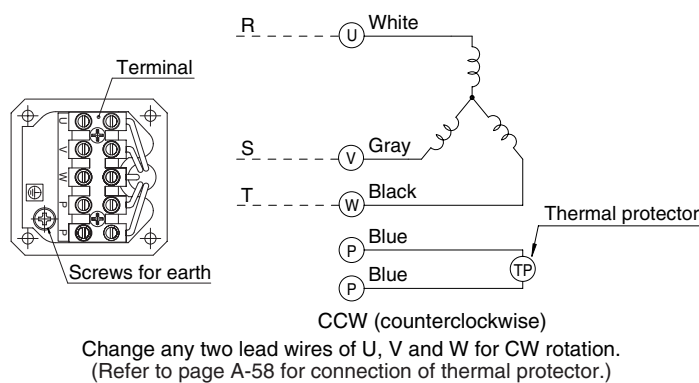 Terminal
U
V
W
P
P
Screws for earth
R
U
White
S
V
Gray
T
W
Black
P
Blue
P
Blue
Thermal protector
TP
CCW (counterclockwise)
Change any two lead wires of U, V and W for CW rotation.
(Refer to page A-58 for connection of thermal protector.)